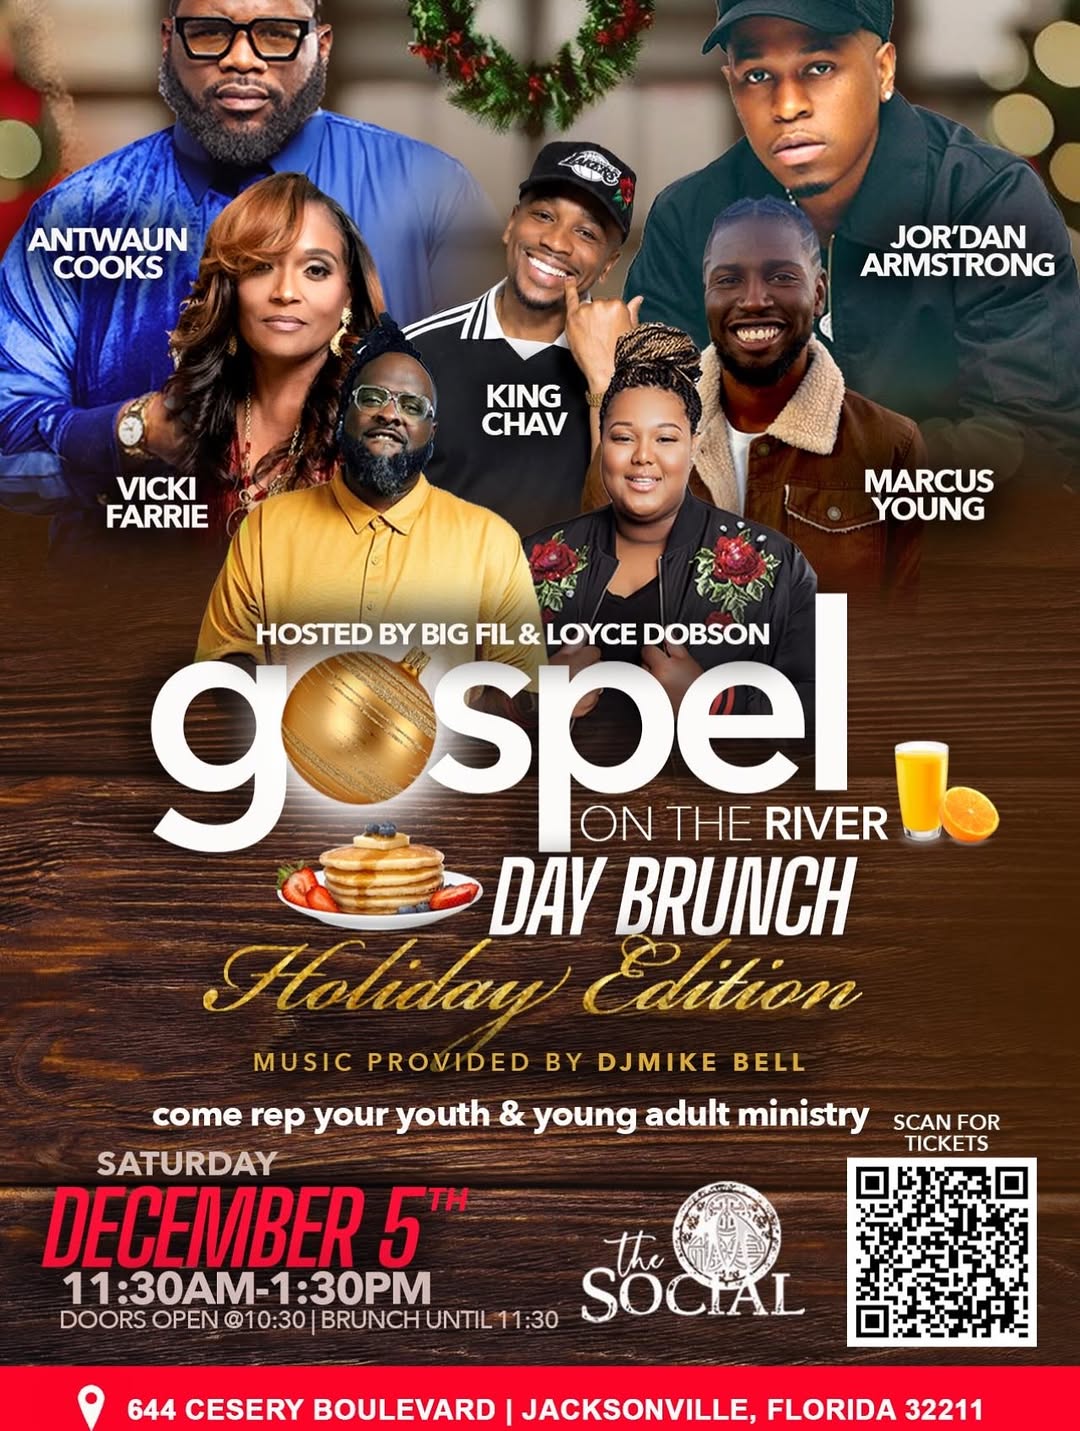 LAKERS
ANTWAUN
COOKS
JOR'DAN
ARMSTRONG
KING
CHAV
VICKI
FARRIE
MARCUS
YOUNG
HOSTED BY BIG FIL & LOYCE DOBSON
gospel
ON THE RIVER
DAY BRUNCH
Holiday Edition
MUSIC PROVIDED BY DJMIKE BELL
come rep your youth & young adult ministry
SCAN FOR
TICKETS
SATURDAY
DECEMBER 5TH
11:30AM-1:30PM
DOORS OPEN @10:30 | BRUNCH UNTIL 11:30
the
SOCIAL
644 CESERY BOULEVARD | JACKSONVILLE, FLORIDA 32211